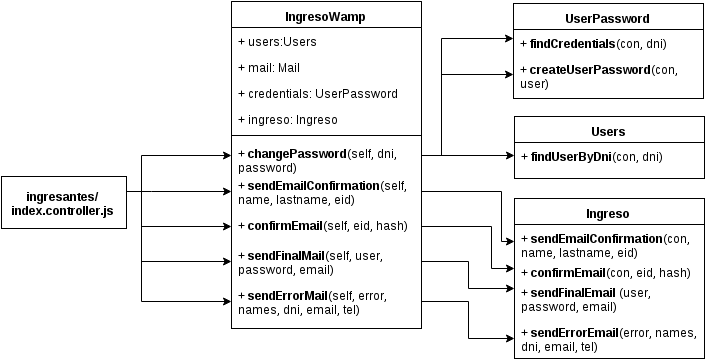 ingresantes/
index.controller.js
IngresoWamp
+ users:Users
+ mail: Mail
+ credentials: UserPassword
+ ingreso: Ingreso
+ changePassword(self, dni,
password)
+ sendEmailConfirmation(self,
name, lastname, eid)
+ confirmEmail(self, eid, hash)
+ sendFinalMail(self, user,
password, email)
+ sendErrorMail(self, error,
names, dni, email, tel)
UserPassword
+ findCredentials(con, dni)
+ createUserPassword(con,
user)
Users
+ findUserByDni(con, dni)
Ingreso
+ sendEmailConfirmation(con,
name, lastname, eid)
+ confirmEmail(con, eid, hash)
+ sendFinalEmail (user,
password, email)
+ sendErrorEmail(error, names,
dni, email, tel)